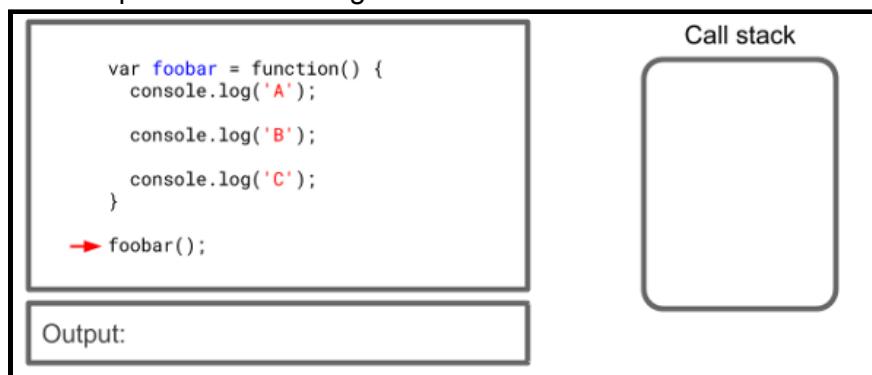 Call stack
var foobar = function() {
console.log('A');
console.log('B');
console.log('C');
}
foobar();
Output: